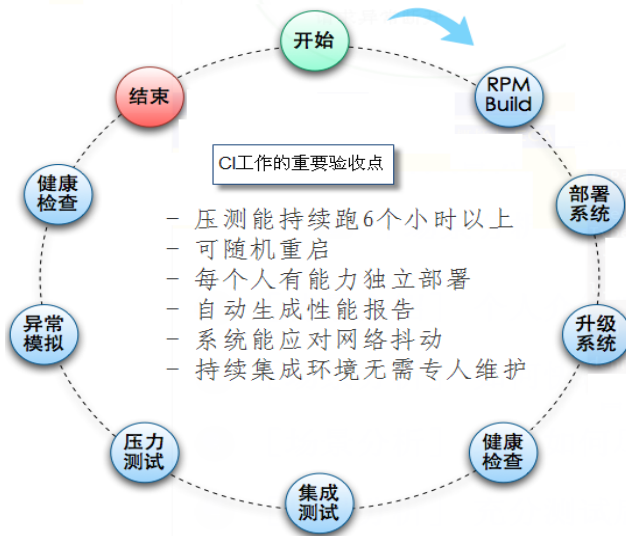 开始
RPM
Build
部署
系统
升级
系统
健康
检查
集成
测试
压力
测试
异常
模拟
健康
检查
结束
CI工作的重要验收点
- 压测能持续跑6个小时以上
- 可随机重启
- 每个人有能力独立部署
- 自动生成性能报告
- 系统能应对网络抖动
- 持续集成环境无需专人维护